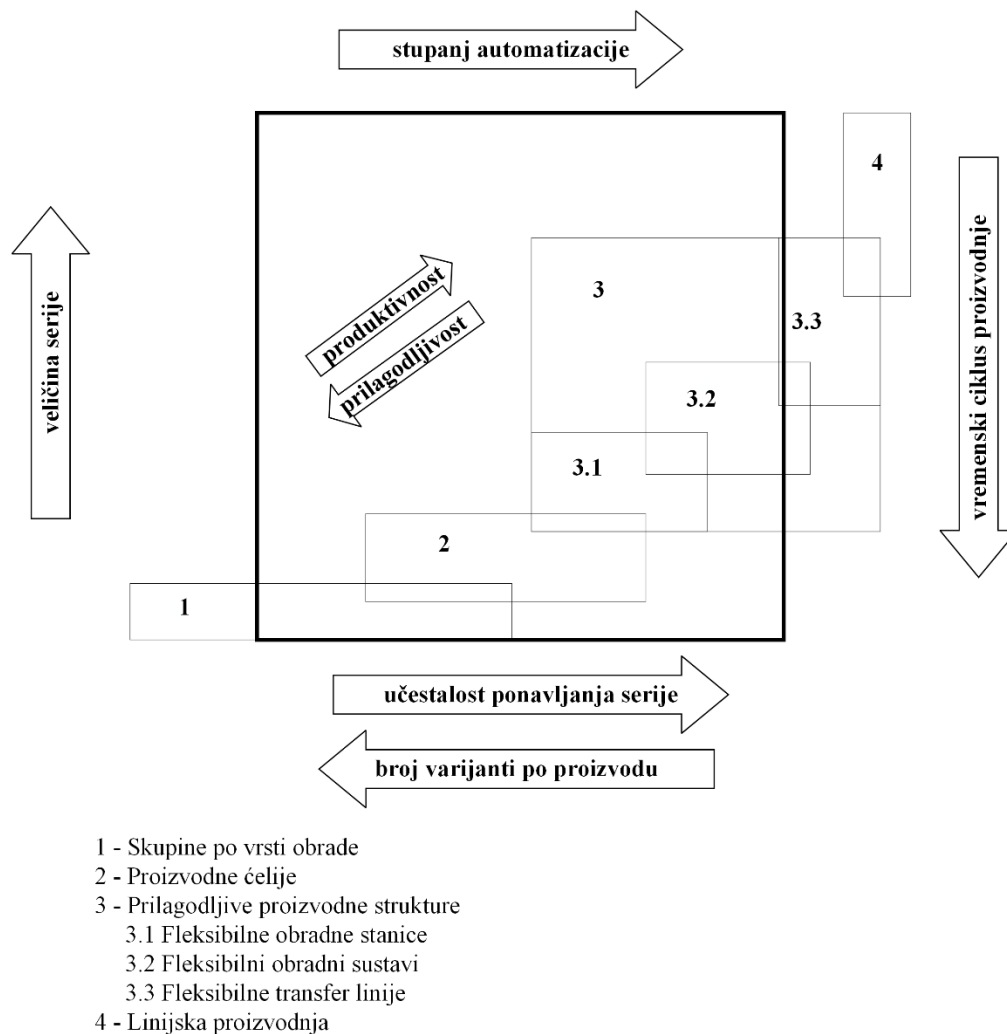 stupanj automatizacije
4
veličina serije
vremenski ciklus proizvodnje
produktivnost
prilagodljivost
3
3.3
3.2
3.1
2
1
učestalost ponavljanja serije
broj varijanti po proizvodu
1 - Skupine po vrsti obrade
2 - Proizvodne ćelije
3 - Prilagodljive proizvodne strukture
3.1 Fleksibilne obradne stanice
3.2 Fleksibilni obradni sustavi
3.3 Fleksibilne transfer linije
4 - Linijska proizvodnja